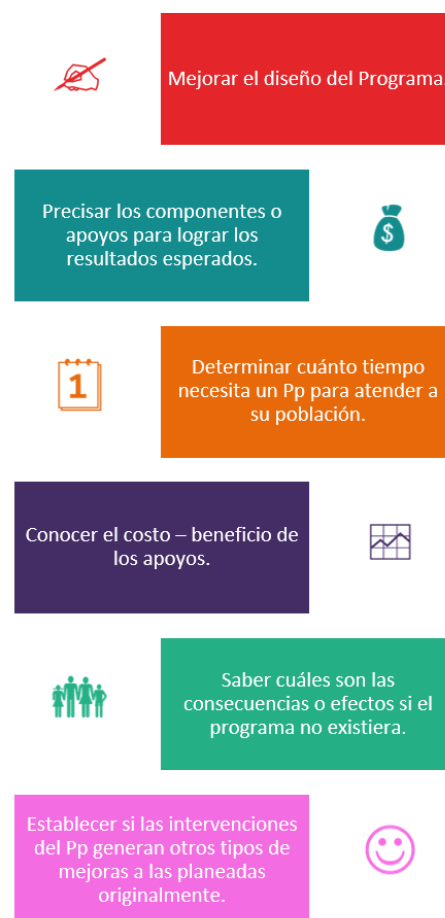 Mejorar el diseño del Programa.
Precisar los componentes o
apoyos para lograr los
resultados esperados.
$
1
Determinar cuánto tiempo
necesita un Pp para atender a
su población.
Conocer el costo – beneficio de
los apoyos.
Saber cuáles son las
consecuencias o efectos si el
programa no existiera.
Establecer si las intervenciones
del Pp generan otros tipos de
mejoras a las planeadas
originalmente.